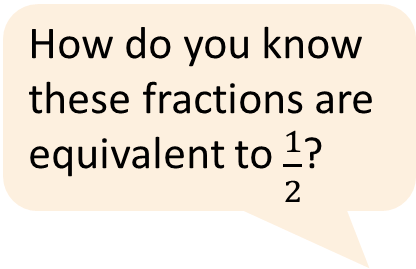 How do you know
these fractions are
equivalent to 1/2?